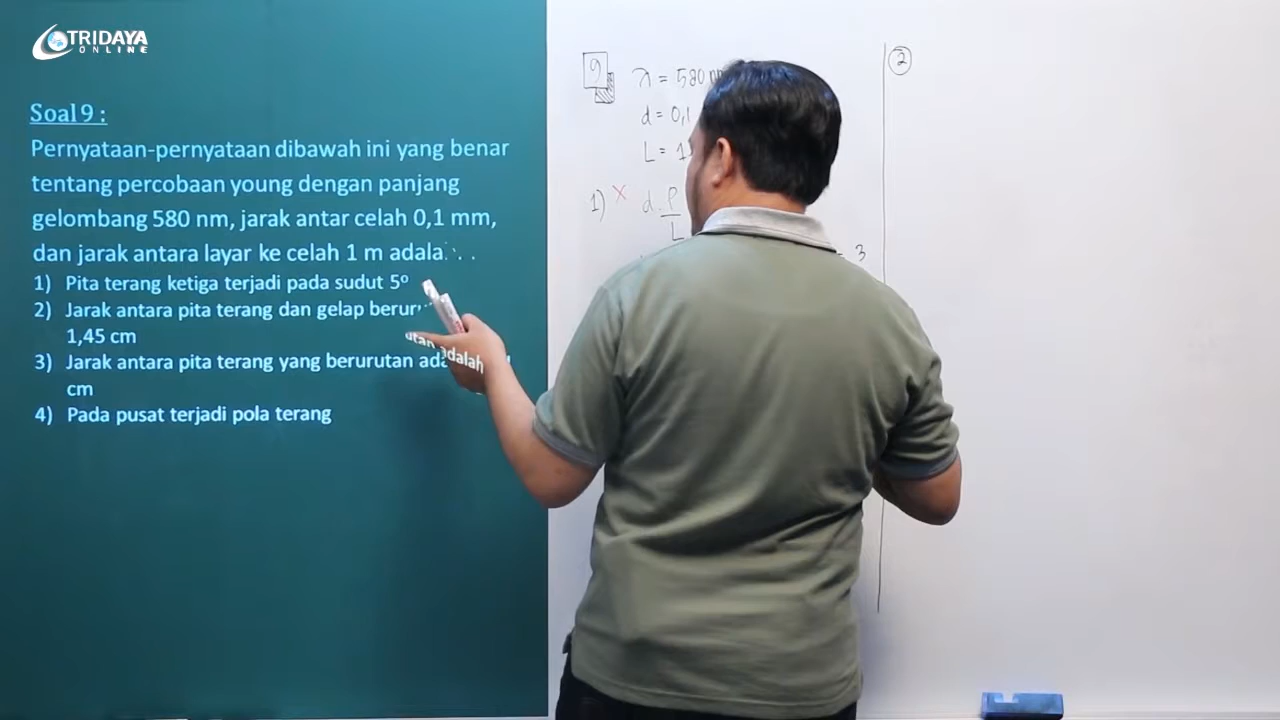 TRIDAYA
ONLINE
Soal 9 :
Pernyataan-pernyataan dibawah ini yang benar
tentang percobaan young dengan panjang
gelombang 580 nm, jarak antar celah 0,1 mm,
dan jarak antara layar ke celah 1 m
1) Pita terang ketiga terjadi pada sudut 5°
2) Jarak antara pita terang dan gelap
1,45 cm
utan adalah
3) Jarak antara pita terang yang berurutan
cm
4) Pada pusat terjadi pola terang
9
λ = 580
d = 0,1
L = 1
1) X d. P
L
= 3
2